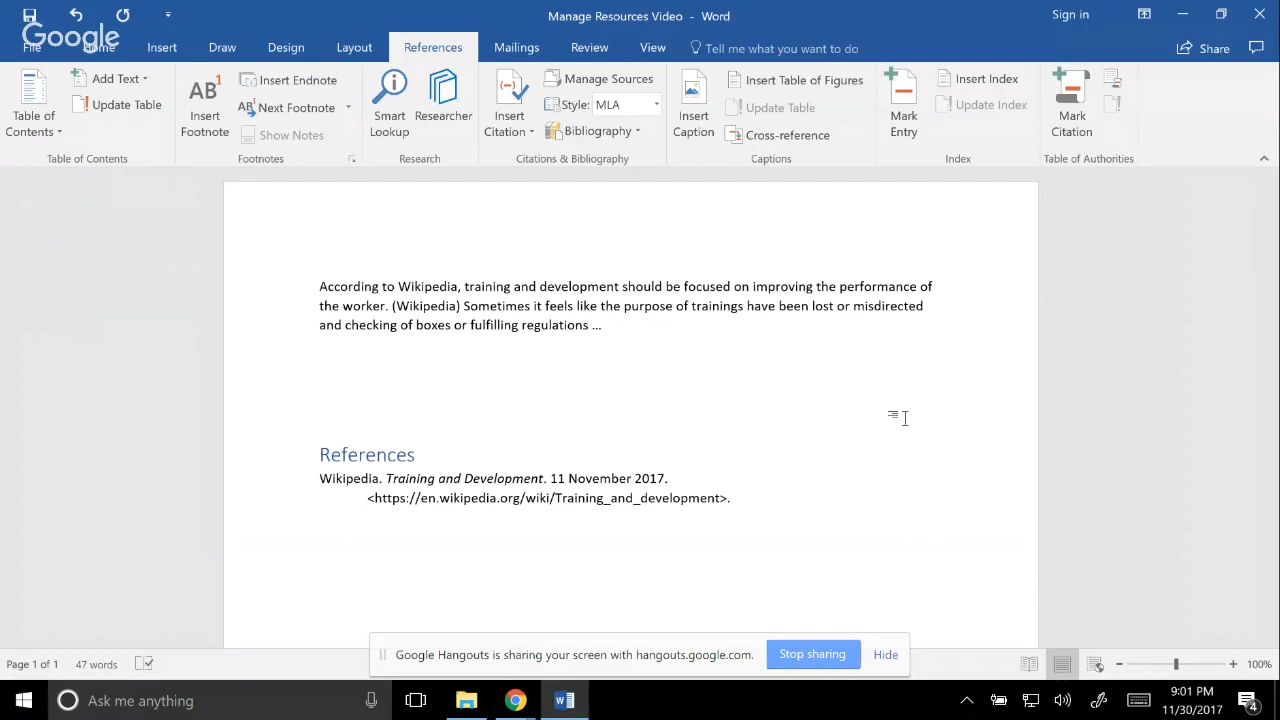 Manage Resources Video - Word
Sign in
Google
File Home Insert Draw Design Layout References Mailings Review View Tell me what you want to do Share
Table of Contents
Add Text
Update Table
Table of Contents
AB¹
Insert Footnote
Insert Endnote
AB¹ Next Footnote
Show Notes
Footnotes
Smart Lookup
Researcher
Research
Insert Citation
Manage Sources
Style: MLA
Bibliography
Citations & Bibliography
Insert Caption
Insert Table of Figures
Update Table
Cross-reference
Captions
Mark Entry
Insert Index
Update Index
Index
Mark Citation
Table of Authorities
According to Wikipedia, training and development should be focused on improving the performance of
the worker. (Wikipedia) Sometimes it feels like the purpose of trainings have been lost or misdirected
and checking of boxes or fulfilling regulations ...
References
Wikipedia. Training and Development. 11 November 2017.
<https://en.wikipedia.org/wiki/Training_and_development>.
Google Hangouts is sharing your screen with hangouts.google.com. Stop sharing Hide
Page 1 of 1 47 words 100%
Ask me anything
9:01 PM
11/30/2017
4